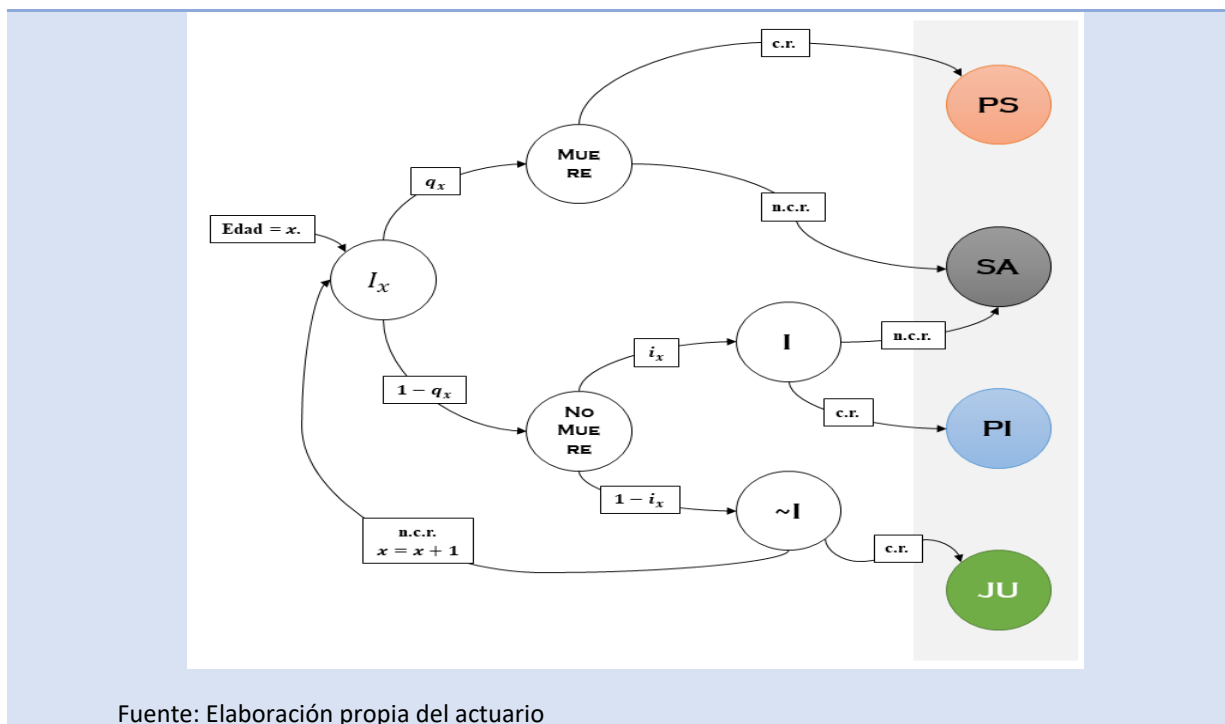 c.r.
PS
MUE
RE
q_x
n.c.r.
Edad = x.
I_x
SA
i_x
I
n.c.r.
1 − q_x
c.r.
NO
MUE
RE
PI
1 − i_x
~I
n.c.r.
x = x + 1
c.r.
JU
Fuente: Elaboración propia del actuario